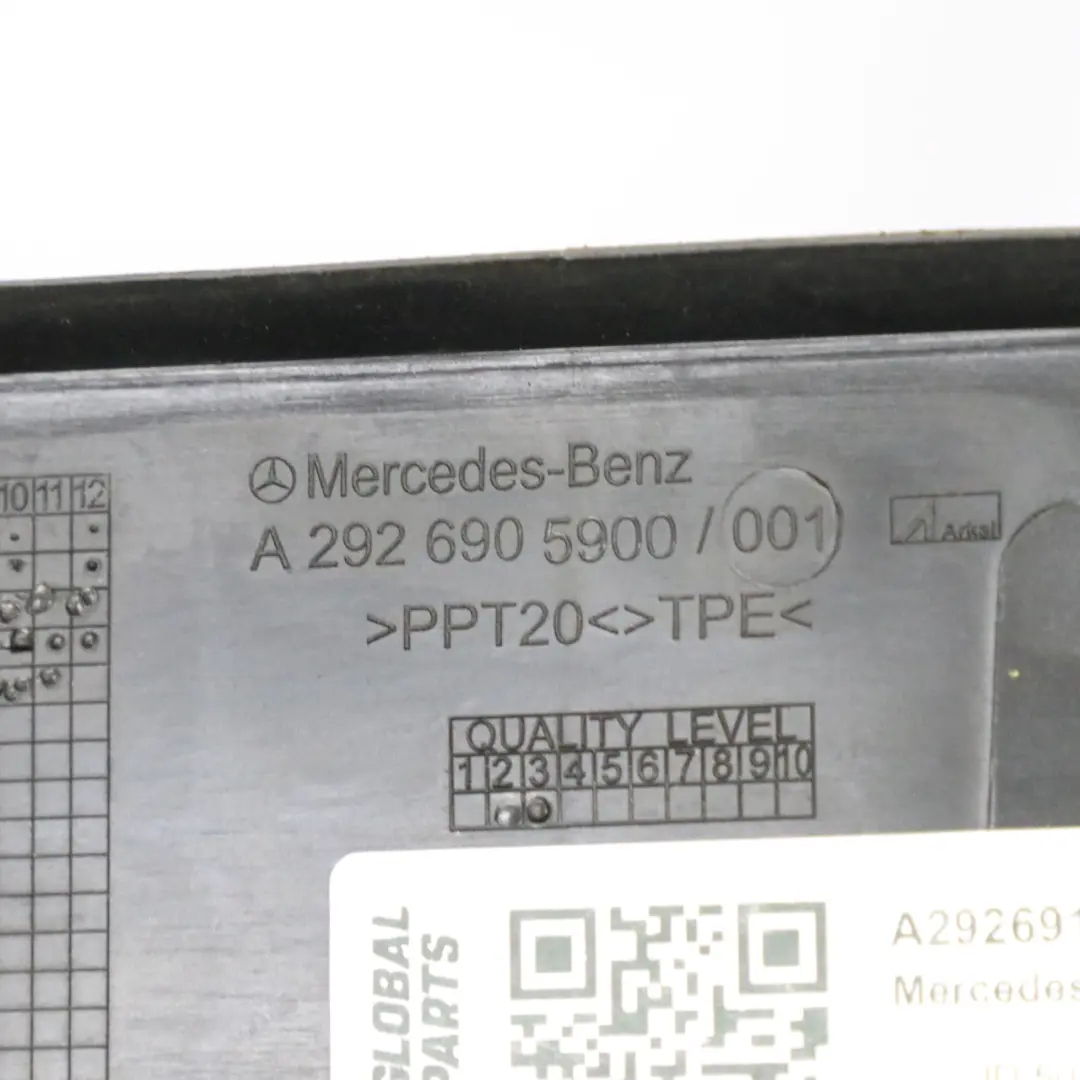 10 11 12
Mercedes-Benz
A 292 690 5900 / 001
Arkal
>PPT20<>TPE<
QUALITY LEVEL
1 2 3 4 5 6 7 8 9 10
GLOBAL
PARTS
A292691
Mercedes